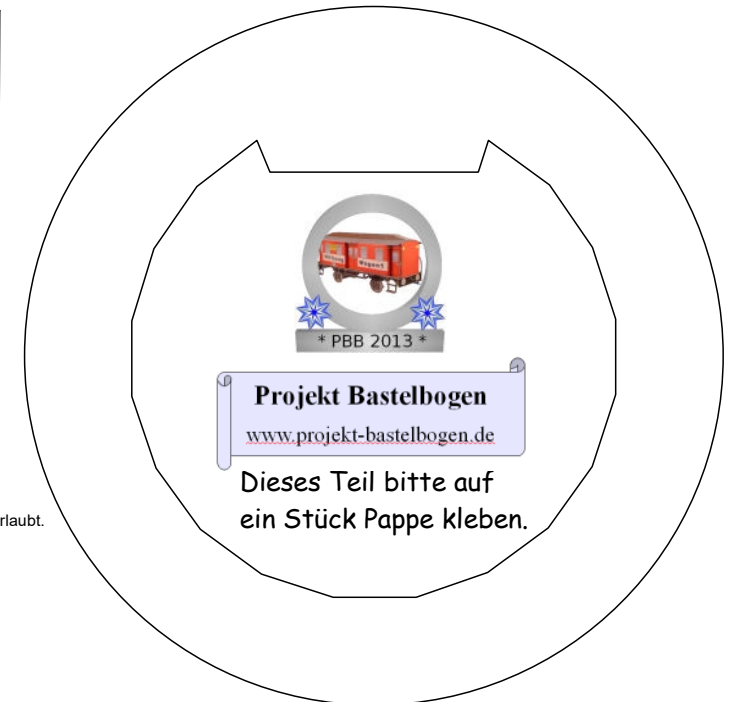 * PBB 2013 *
Projekt Bastelbogen
www.projekt-bastelbogen.de
Dieses Teil bitte auf
ein Stück Pappe kleben.
rlaubt.